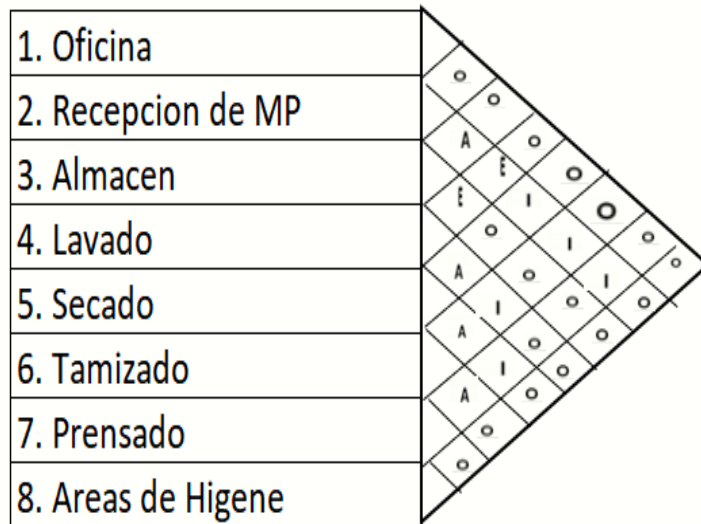 1. Oficina
2. Recepcion de MP
3. Almacen
4. Lavado
5. Secado
6. Tamizado
7. Prensado
8. Areas de Higene
O
O
A O
E O
E I O
O I O
A O I O
I O O
A O O
I O
A O
O
O